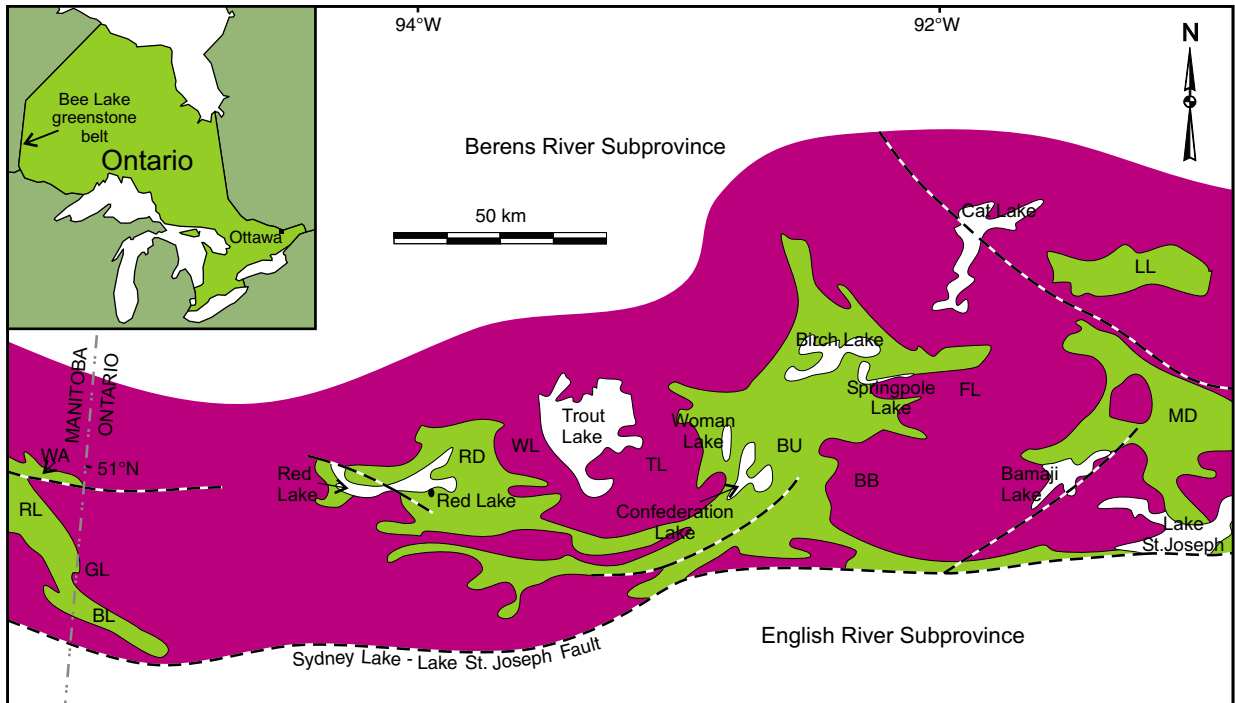 94°W
92°W
N
Bee Lake
greenstone
belt
Ontario
Ottawa
Berens River Subprovince
50 km
Cat Lake
LL
MANITOBA
ONTARIO
Birch Lake
Springpole
Lake
FL
MD
Trout
Lake
Woman
Lake
WL
TL
BU
BB
WA
51°N
Red
Lake
RD
Red Lake
Confederation
Lake
Bamaji
Lake
Lake
St.Joseph
RL
GL
BL
English River Subprovince
Sydney Lake - Lake St. Joseph Fault